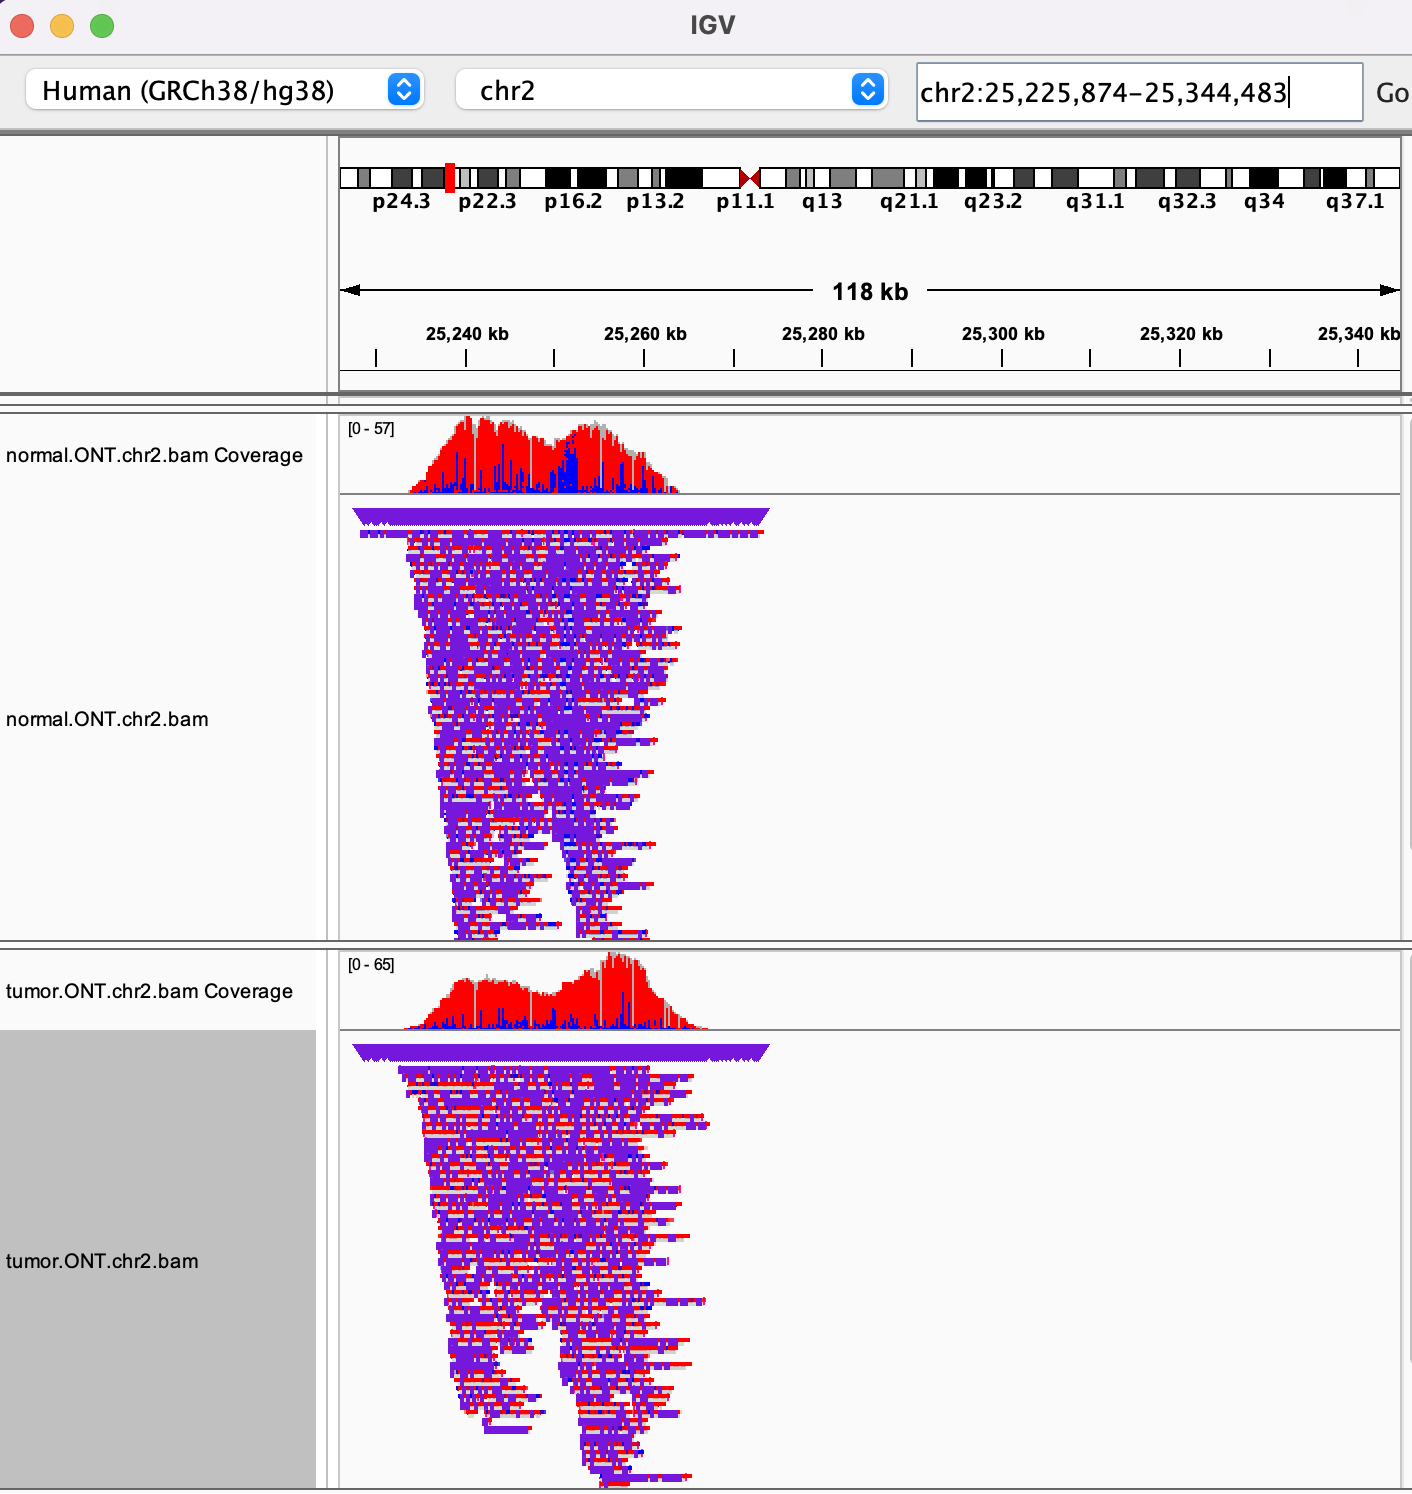 IGV
Human (GRCh38/hg38)
chr2
chr2:25,225,874-25,344,483
Go
p24.3 p22.3 p16.2 p13.2 p11.1 q13 q21.1 q23.2 q31.1 q32.3 q34 q37.1
118 kb
25,240 kb 25,260 kb 25,280 kb 25,300 kb 25,320 kb 25,340 kb
[0 - 57]
normal.ONT.chr2.bam Coverage
normal.ONT.chr2.bam
[0 - 65]
tumor.ONT.chr2.bam Coverage
tumor.ONT.chr2.bam